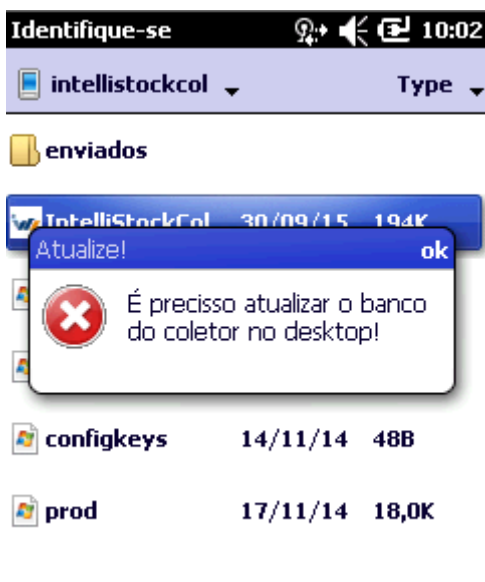 Identifique-se 10:02
intellistockcol Type
enviados
IntelliStockCol 30/09/15 194K
Atualize! ok
É precisso atualizar o banco
do coletor no desktop!
configkeys 14/11/14 48B
prod 17/11/14 18,0K